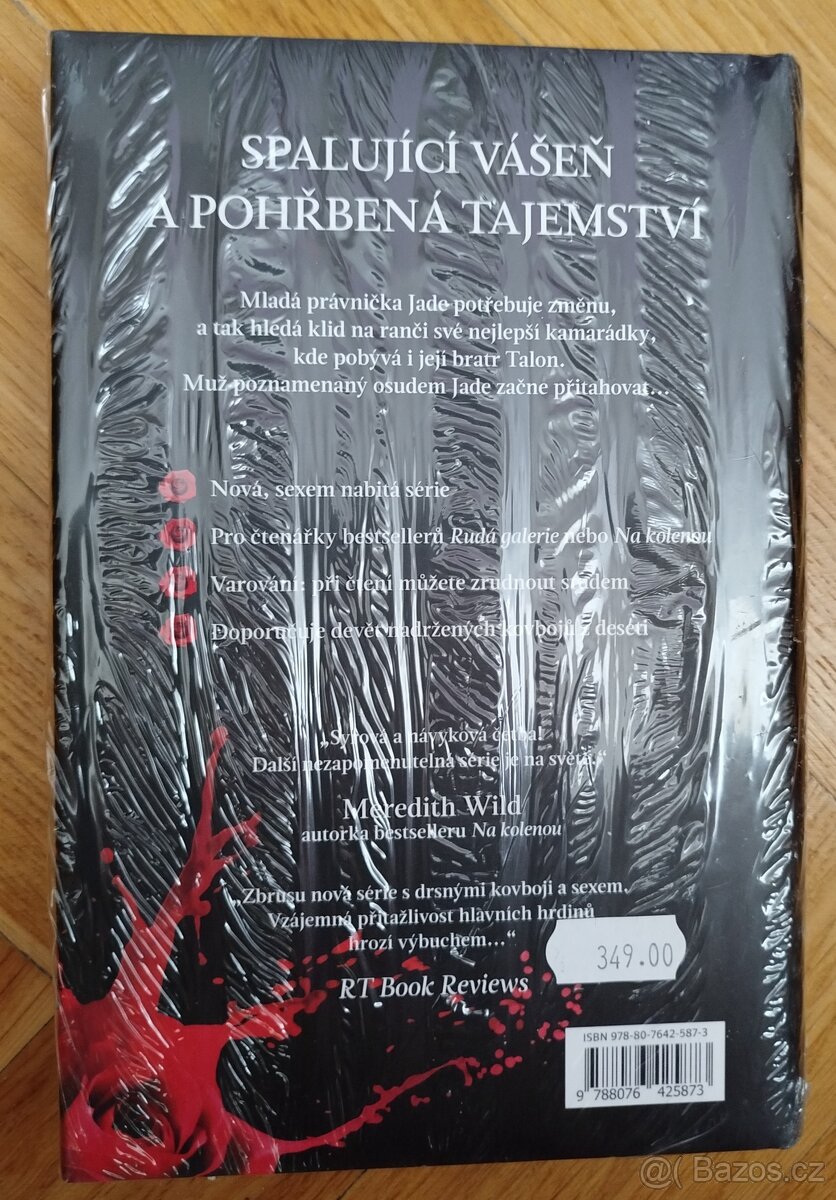 SPALUJÍCÍ VÁŠEŇ
A POHŘBENÁ TAJEMSTVÍ
Mladá právnička Jade potřebuje změnu,
a tak hledá klid na ranči své nejlepší kamarádky,
kde pobývá i její bratr Talon.
Muž poznamenaný osudem Jade začne přitahovat...
Nová, sexem nabitá série
Pro čtenářky bestsellerů Rudá galerie nebo Na kolenou
Varování: při čtení můžete zrudnout studem
Doporučuje devět nadržených kovbojů z deseti
„Syrová a návyková četba!
Další nezapomenutelná série je na světě.“
Meredith Wild
autorka bestselleru Na kolenou
„Zbrusu nová série s drsnými kovboji a sexem.
Vzájemná přitažlivost hlavních hrdinů
hrozí výbuchem...“
349.00
RT Book Reviews
ISBN 978-80-7642-587-3
9 788076 425873
@( Bazos.cz